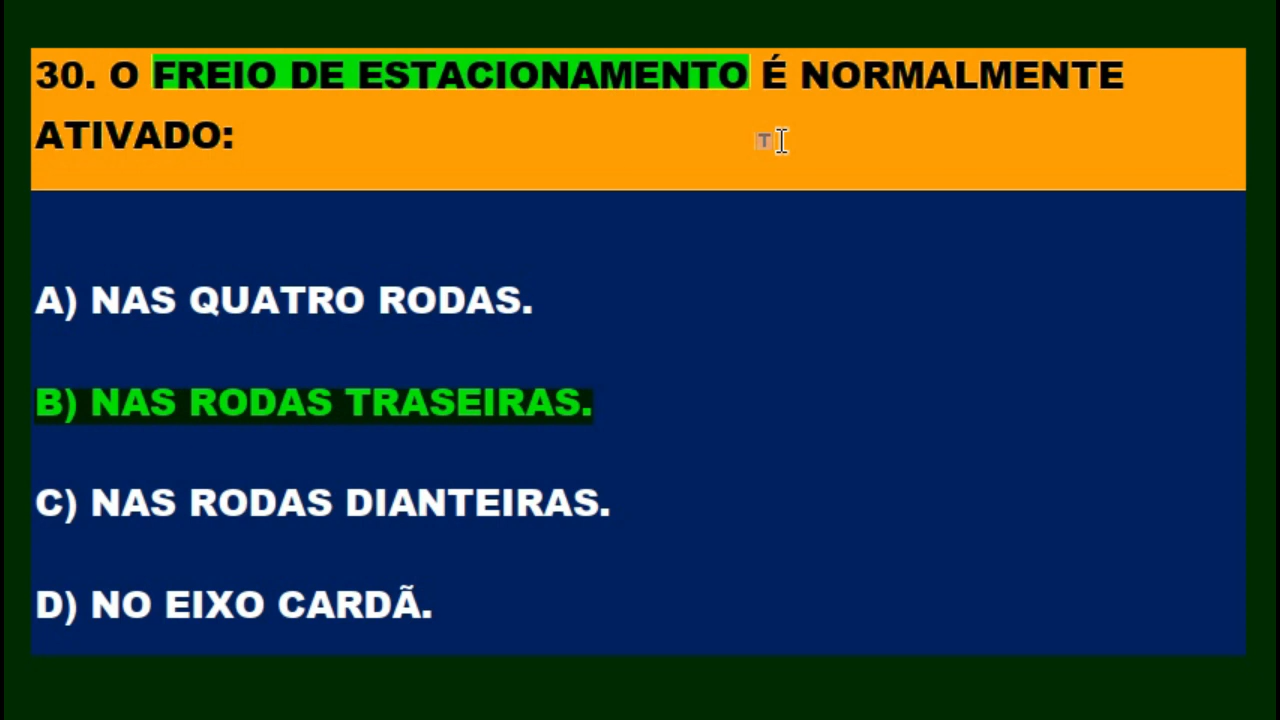 30. O FREIO DE ESTACIONAMENTO É NORMALMENTE
ATIVADO:
A) NAS QUATRO RODAS.
B) NAS RODAS TRASEIRAS.
C) NAS RODAS DIANTEIRAS.
D) NO EIXO CARDÃ.